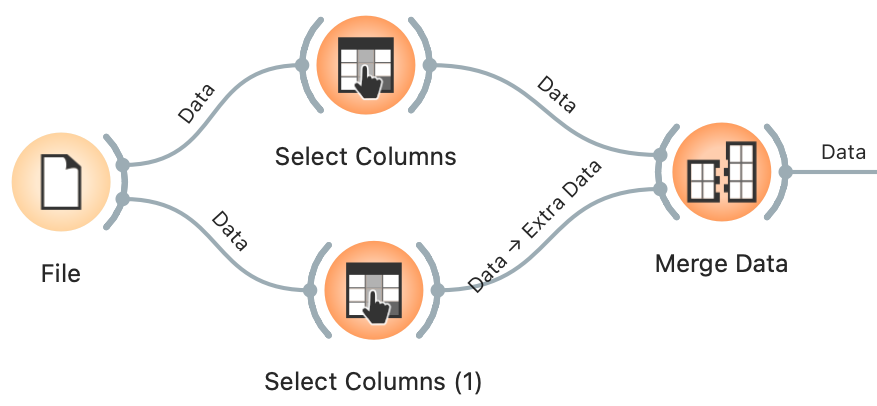 Data
Data
Select Columns
Data
Data
Data → Extra Data
File
Merge Data
Select Columns (1)